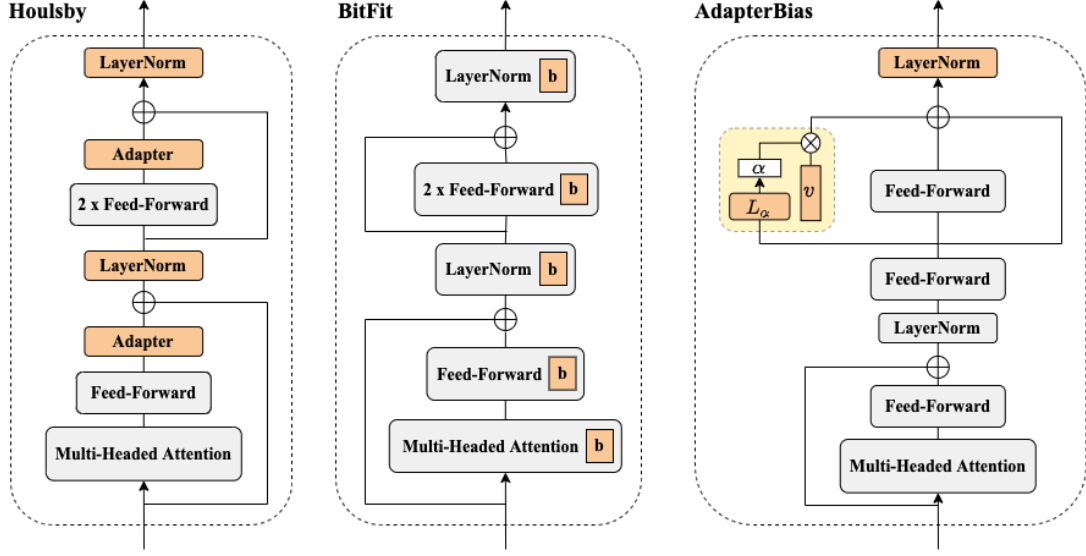 Houlsby
LayerNorm
Adapter
2 x Feed-Forward
LayerNorm
Adapter
Feed-Forward
Multi-Headed Attention
BitFit
LayerNorm b
2 x Feed-Forward b
LayerNorm b
Feed-Forward b
Multi-Headed Attention b
AdapterBias
LayerNorm
α
v
Lα
Feed-Forward
Feed-Forward
LayerNorm
Feed-Forward
Multi-Headed Attention